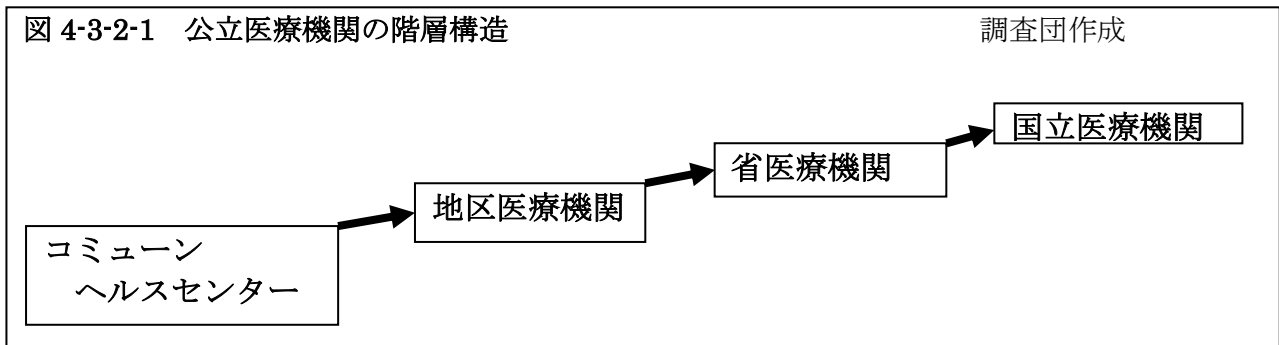 図 4-3-2-1　公立医療機関の階層構造　調査団作成
国立医療機関
省医療機関
地区医療機関
コミューン
ヘルスセンター